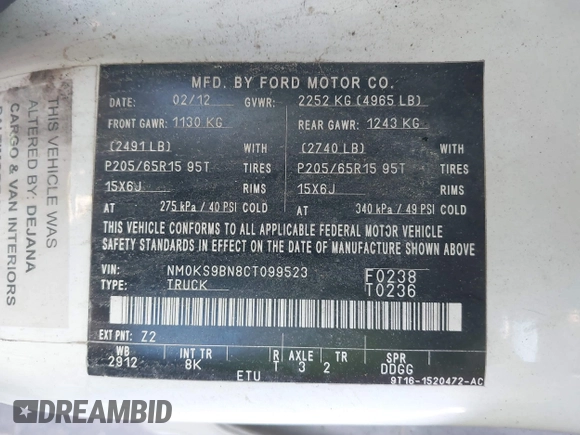 MFD. BY FORD MOTOR CO.
DATE: 02/12 GVWR: 2252 KG (4965 LB)
FRONT GAWR: 1130 KG REAR GAWR: 1243 KG
(2491 LB) WITH (2740 LB) WITH
P205/65R15 95T TIRES P205/65R15 95T TIRES
15X6J RIMS 15X6J RIMS
AT 275 kPa / 40 PSI COLD AT 340 kPa / 49 PSI COLD
THIS VEHICLE CONFORMS TO ALL APPLICABLE FEDERAL MOTOR VEHICLE
SAFETY STANDARDS IN EFFECT ON THE DATE OF MANUFACTURE SHOWN ABOVE.
VIN: NM0KS9BN8CT099523 F0238
TYPE: TRUCK T0236
EXT PNT: Z2
WB INT TR R AXLE TR SPR
2912 8K T 3 2 DDGG
ETU 9T16-1520472-AC
THIS VEHICLE WAS
ALTERED BY: DEJANA
CARGO & VAN INTERIORS
DREAMBID